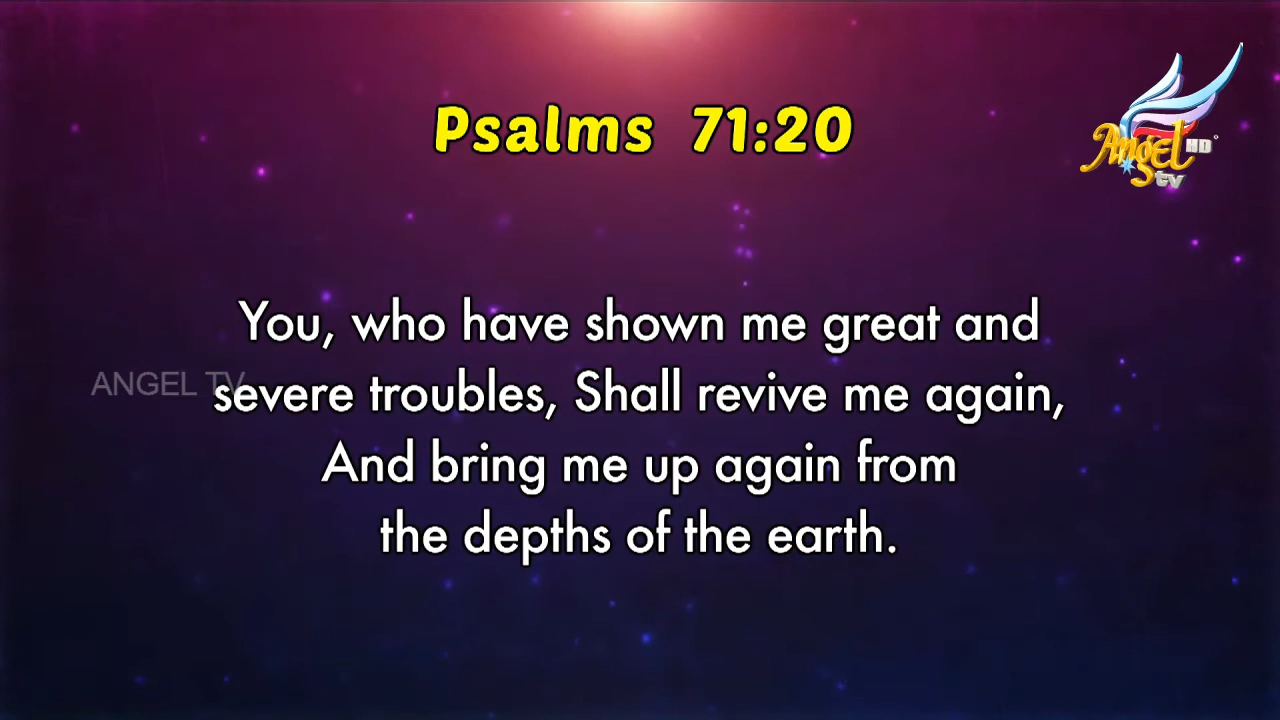 Psalms 71:20
Angel HD
tv
You, who have shown me great and
ANGEL TV
severe troubles, Shall revive me again,
And bring me up again from
the depths of the earth.